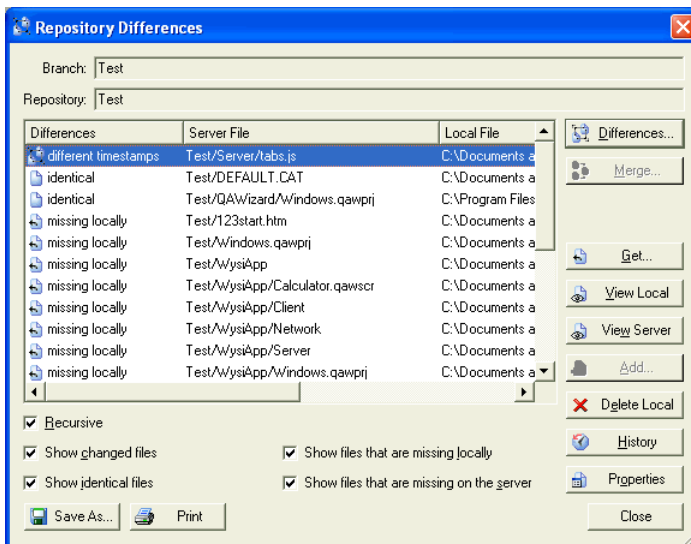 Repository Differences
Branch: Test
Repository: Test
Differences Server File Local File
different timestamps Test/Server/tabs.js C:\Documents a
identical Test/DEFAULT.CAT C:\Documents a
identical Test/QAWizard/Windows.qawprj C:\Program Files
missing locally Test/123start.htm C:\Documents a
missing locally Test/Windows.qawprj C:\Documents a
missing locally Test/WysiApp C:\Documents a
missing locally Test/WysiApp/Calculator.qawscr C:\Documents a
missing locally Test/WysiApp/Client C:\Documents a
missing locally Test/WysiApp/Network C:\Documents a
missing locally Test/WysiApp/Server C:\Documents a
missing locally Test/WysiApp/Windows.qawprj C:\Documents a
Differences...
Merge...
Get...
View Local
View Server
Add...
Delete Local
History
Properties
Close
Recursive
Show changed files Show files that are missing locally
Show identical files Show files that are missing on the server
Save As... Print